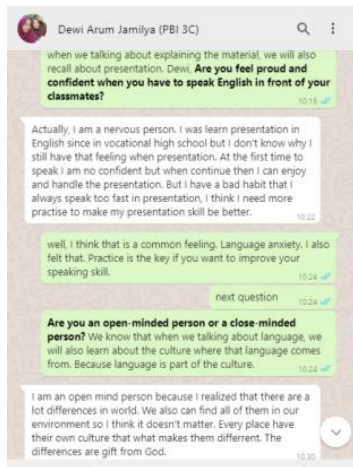 Dewi Arum Jamilya (PBI 3C)
when we talking about explaining the material, we will also
recall about presentation. Dewi, Are you feel proud and
confident when you have to speak English in front of your
classmates?
10.18
Actually, I am a nervous person. I was learn presentation in
English since in vocational high school but I don't know why I
still have that feeling when presentation. At the first time to
speak I am no confident but when continue then I can enjoy
and handle the presentation. But I have a bad habit that I
always speak too fast in presentation, I think I need more
practise to make my presentation skill be better.
10.22
well, I think that is a common feeling. Language anxiety. I also
felt that. Practice is the key if you want to improve your
speaking skill.
10.24
next question
10.24
Are you an open-minded person or a close-minded
person? We know that when we talking about language, we
will also learn about the culture where that language comes
from. Because language is part of the culture.
10.24
I am an open mind person because I realized that there are a
lot differences in world. We also can find all of them in our
environment so I think it doesn't matter. Every place have
their own culture that what makes them differrent. The
differences are gift from God.
10.30